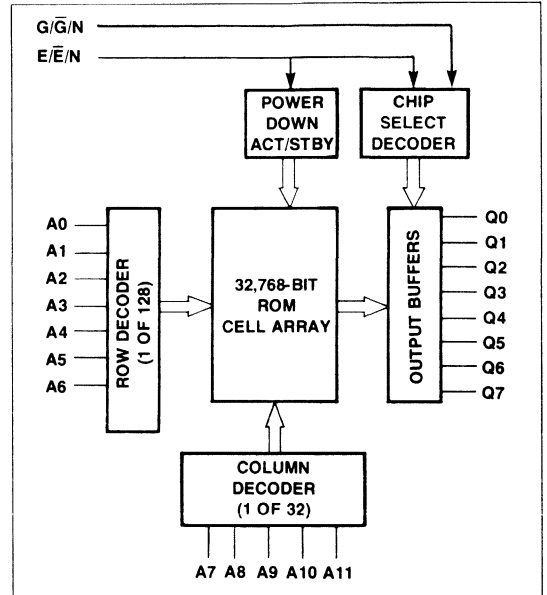 G/G̅/N
E/E̅/N
POWER
DOWN
ACT/STBY
CHIP
SELECT
DECODER
A0
A1
A2
A3
A4
A5
A6
ROW DECODER
(1 OF 128)
32,768-BIT
ROM
CELL ARRAY
OUTPUT BUFFERS
Q0
Q1
Q2
Q3
Q4
Q5
Q6
Q7
COLUMN
DECODER
(1 OF 32)
A7 A8 A9 A10 A11